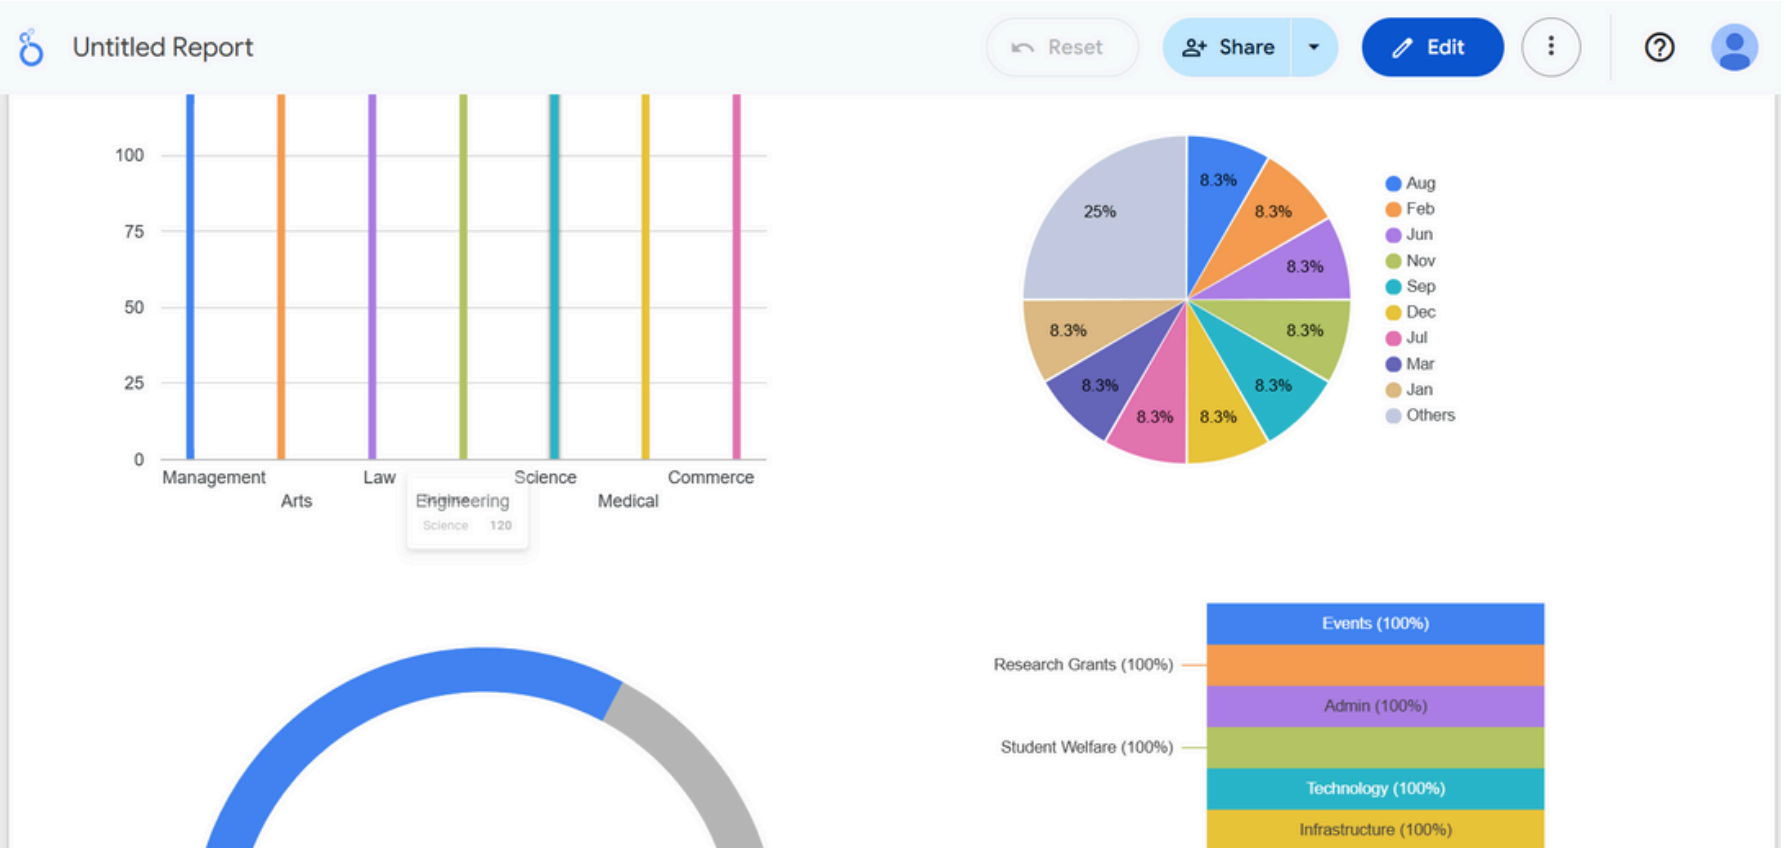 Untitled Report
Reset
Share
Edit
100
75
50
25
0
Management
Law
Science
Commerce
Arts
Engineering
Medical
Science 120
8.3%
8.3%
8.3%
8.3%
8.3%
8.3%
8.3%
8.3%
8.3%
25%
Aug
Feb
Jun
Nov
Sep
Dec
Jul
Mar
Jan
Others
Events (100%)
Research Grants (100%)
Admin (100%)
Student Welfare (100%)
Technology (100%)
Infrastructure (100%)